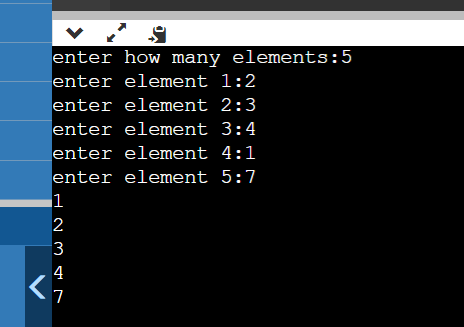 enter how many elements:5
enter element 1:2
enter element 2:3
enter element 3:4
enter element 4:1
enter element 5:7
1
2
3
4
7